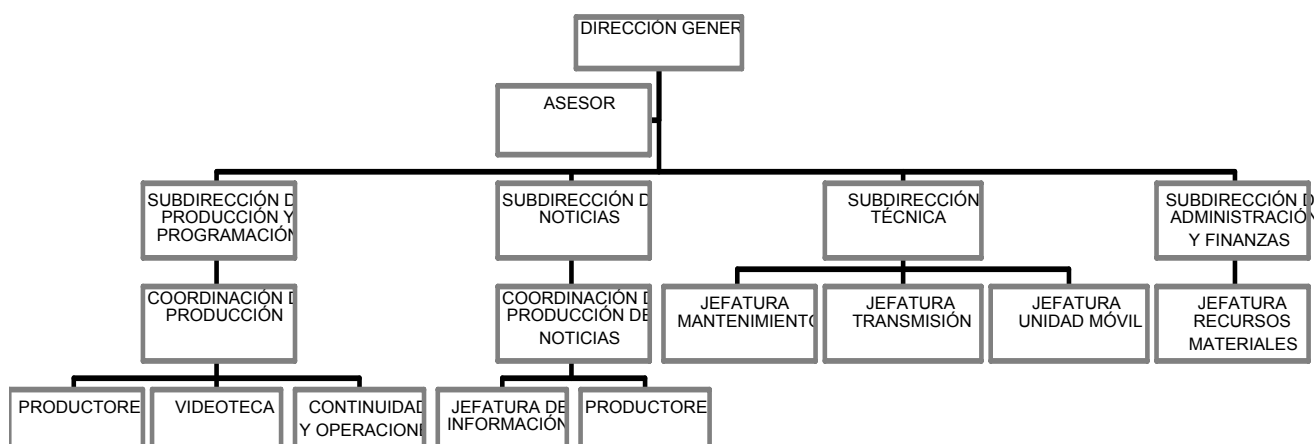 DIRECCIÓN GENER
ASESOR
SUBDIRECCIÓN D
PRODUCCIÓN Y
PROGRAMACIÓN
SUBDIRECCIÓN D
NOTICIAS
SUBDIRECCIÓN
TÉCNICA
SUBDIRECCIÓN D
ADMINISTRACIÓN
Y FINANZAS
COORDINACIÓN D
PRODUCCIÓN
COORDINACIÓN D
PRODUCCIÓN DE
NOTICIAS
JEFATURA
MANTENIMIENTO
JEFATURA
TRANSMISIÓN
JEFATURA
UNIDAD MÓVIL
JEFATURA
RECURSOS
MATERIALES
PRODUCTORE
VIDEOTECA
CONTINUIDAD
Y OPERACIONE
JEFATURA DE
INFORMACIÓN
PRODUCTORE